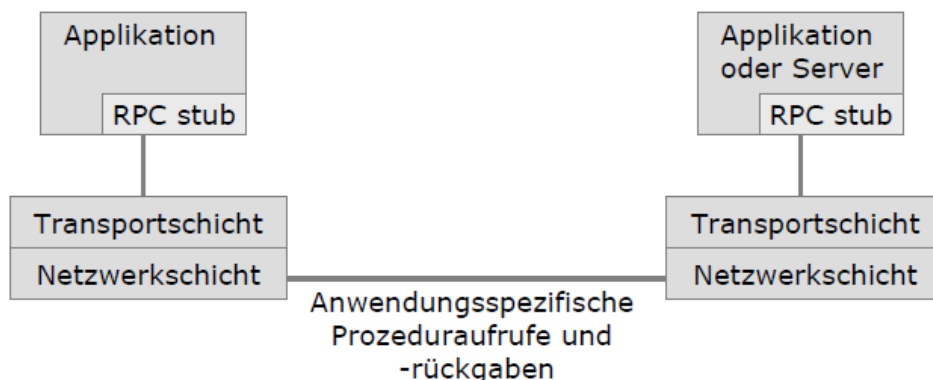 Applikation
RPC stub
Applikation
oder Server
RPC stub
Transportschicht
Netzwerkschicht
Transportschicht
Netzwerkschicht
Anwendungsspezifische
Prozeduraufrufe und
-rückgaben